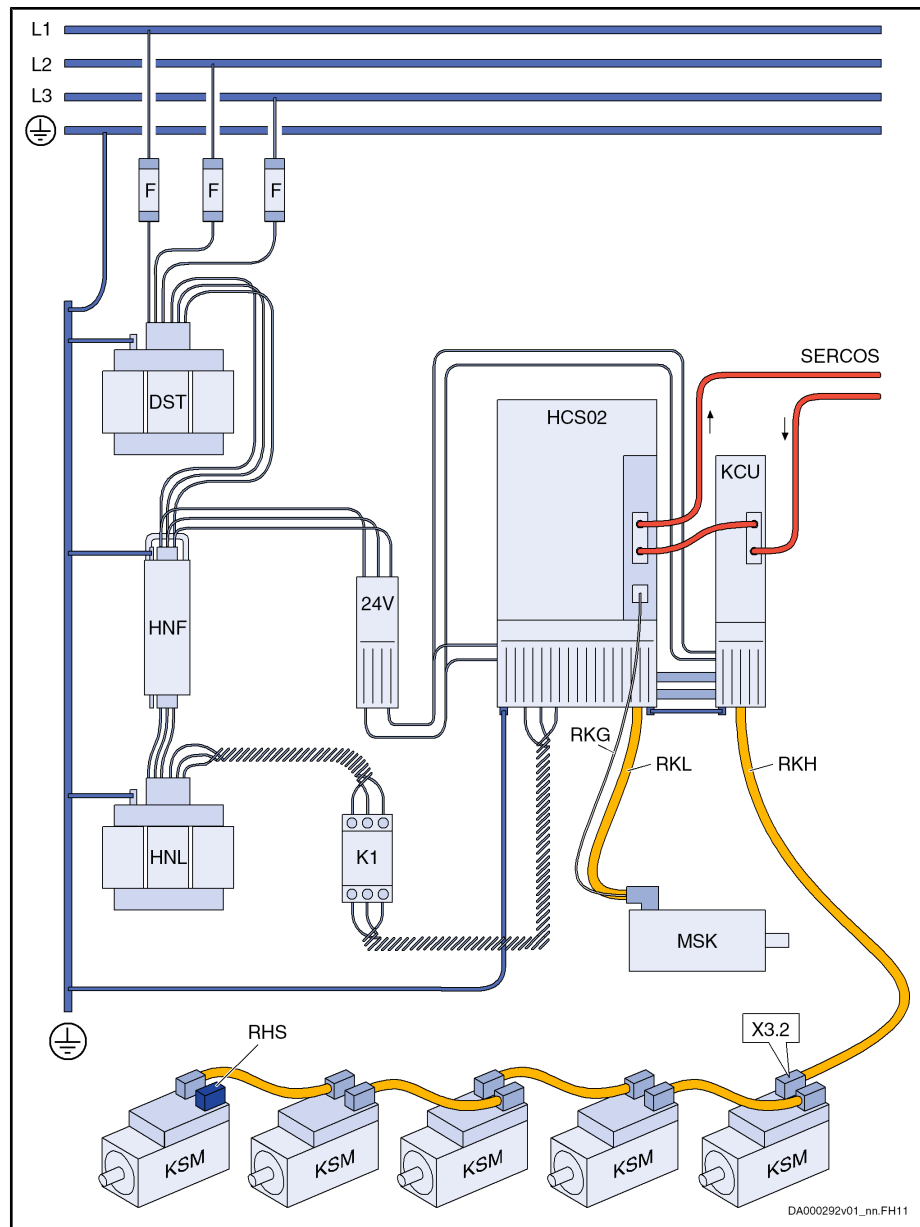 L1
L2
L3
F F F
SERCOS
DST
HCS02
KCU
24V
HNF
RKG
RKL
RKH
K1
HNL
MSK
RHS
X3.2
KSM KSM KSM KSM KSM
DA000292v01_nn.FH11